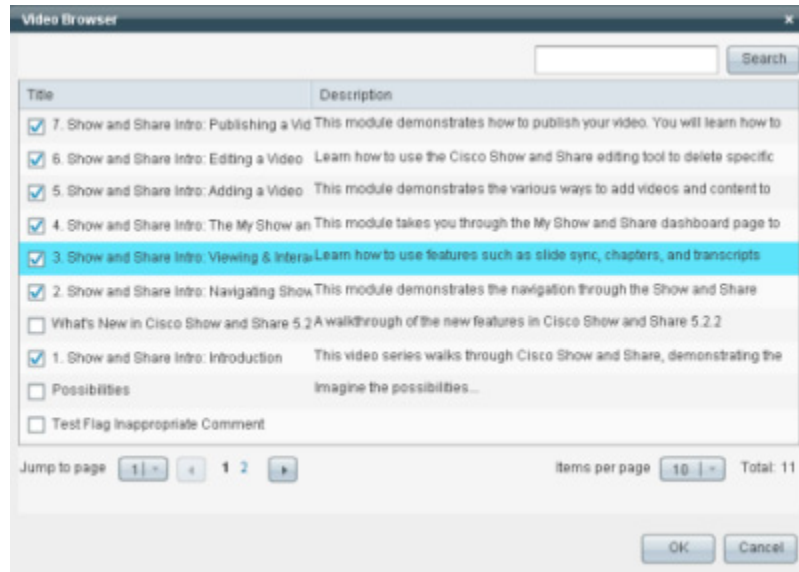 Video Browser
Search
Title Description
7. Show and Share Intro: Publishing a Vid This module demonstrates how to publish your video. You will learn how to
6. Show and Share Intro: Editing a Video Learn how to use the Cisco Show and Share editing tool to delete specific
5. Show and Share Intro: Adding a Video This module demonstrates the various ways to add videos and content to
4. Show and Share Intro: The My Show an This module takes you through the My Show and Share dashboard page to
3. Show and Share Intro: Viewing & Intera Learn how to use features such as slide sync, chapters, and transcripts
2. Show and Share Intro: Navigating Show This module demonstrates the navigation through the Show and Share
What's New in Cisco Show and Share 5.2 A walkthrough of the new features in Cisco Show and Share 5.2.2
1. Show and Share Intro: Introduction This video series walks through Cisco Show and Share, demonstrating the
Possibilities Imagine the possibilities...
Test Flag Inappropriate Comment
Jump to page 1 1 2 Items per page 10 Total: 11
OK Cancel